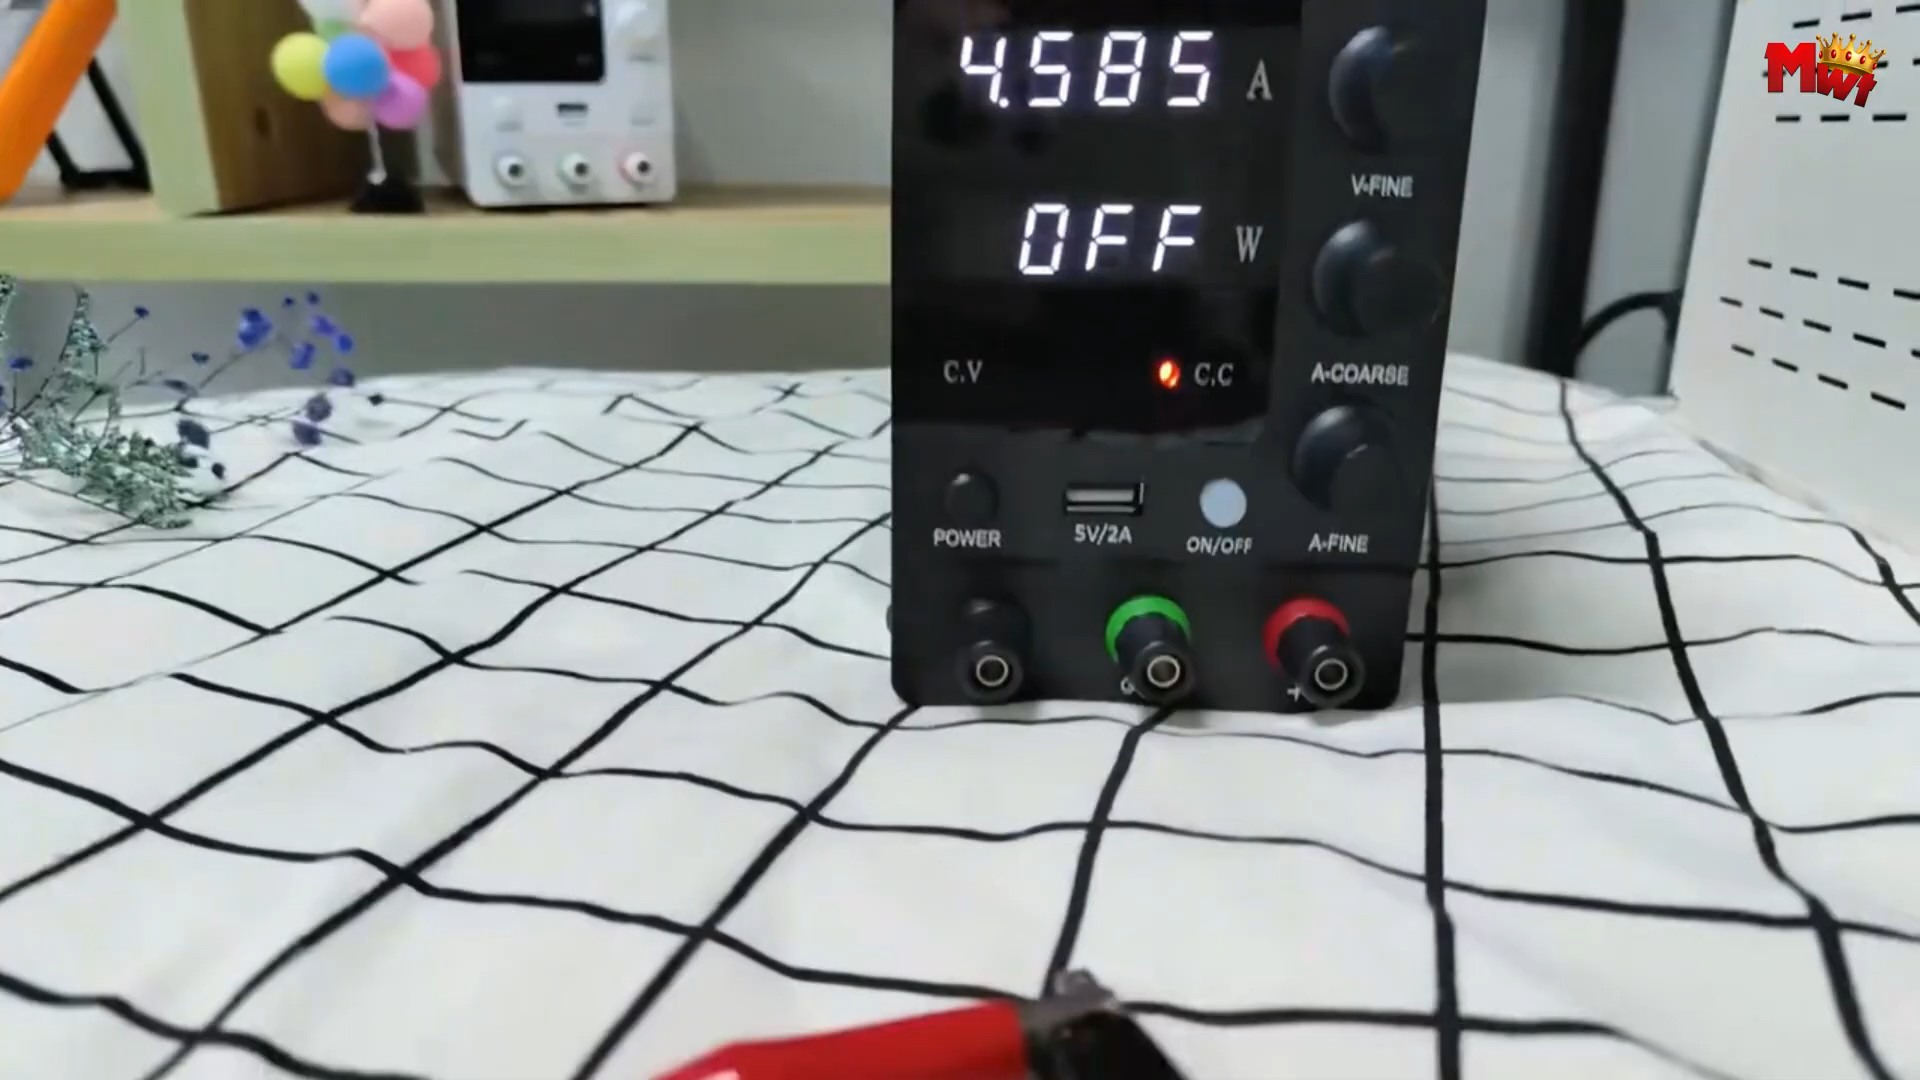 4.585 A
V-FINE
OFF W
C.V C.C
A-COARSE
POWER
5V/2A
ON/OFF
A-FINE
+
MWT